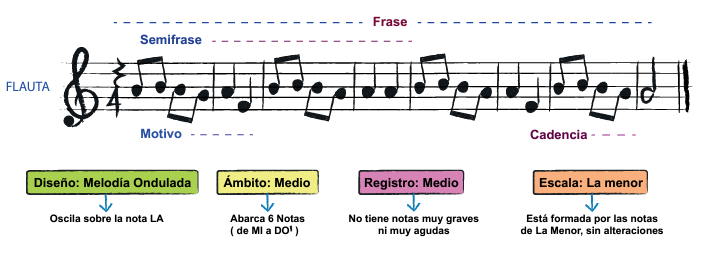 Frase
Semifrase
FLAUTA
2
4
Motivo
Cadencia
Diseño: Melodía Ondulada
Ámbito: Medio
Registro: Medio
Escala: La menor
Oscila sobre la nota LA
Abarca 6 Notas
( de MI a DO¹ )
No tiene notas muy graves
ni muy agudas
Está formada por las notas
de La Menor, sin alteraciones